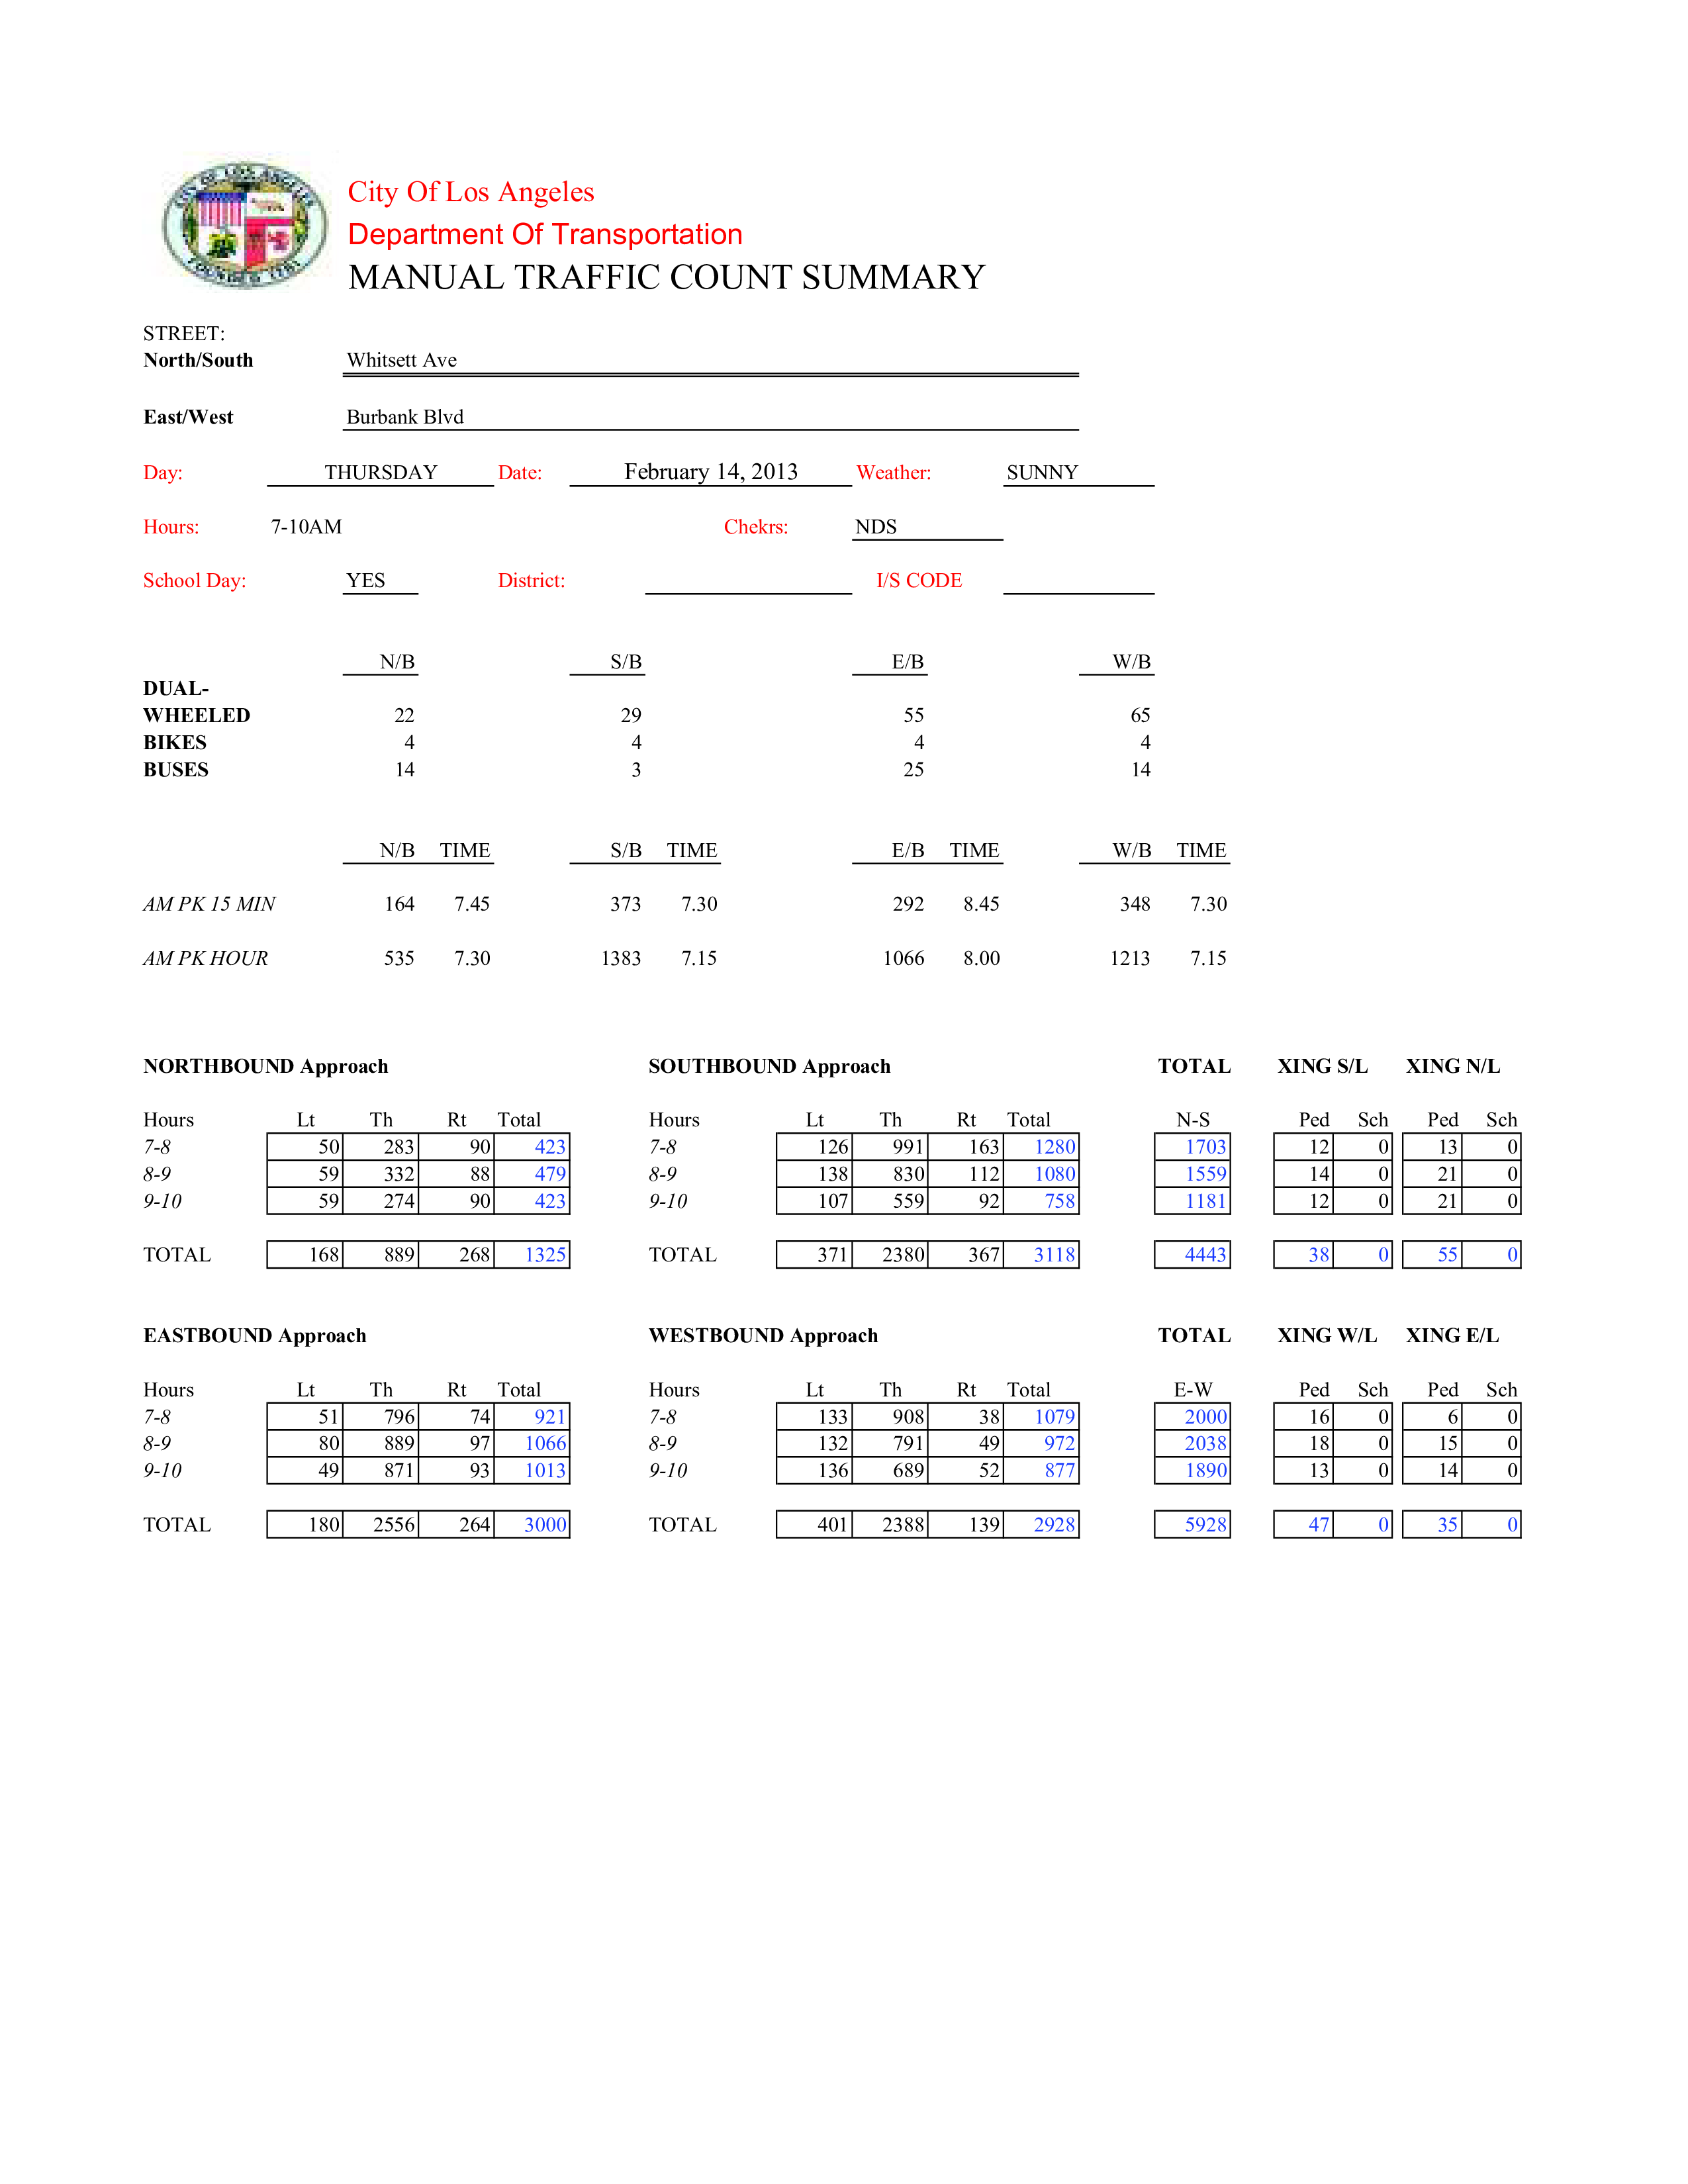 City Of Los Angeles
Department Of Transportation
MANUAL TRAFFIC COUNT SUMMARY
STREET:
North/South Whitsett Ave
East/West Burbank Blvd
Day: THURSDAY Date: February 14, 2013 Weather: SUNNY
Hours: 7-10AM Chekrs: NDS
School Day: YES District: I/S CODE
N/B S/B E/B W/B
DUAL-
WHEELED 22 29 55 65
BIKES 4 4 4 4
BUSES 14 3 25 14
N/B TIME S/B TIME E/B TIME W/B TIME
AM PK 15 MIN 164 7.45 373 7.30 292 8.45 348 7.30
AM PK HOUR 535 7.30 1383 7.15 1066 8.00 1213 7.15
NORTHBOUND Approach SOUTHBOUND Approach TOTAL XING S/L XING N/L
Hours Lt Th Rt Total Hours Lt Th Rt Total N-S Ped Sch Ped Sch
7-8 50 283 90 423 7-8 126 991 163 1280 1703 12 0 13 0
8-9 59 332 88 479 8-9 138 830 112 1080 1559 14 0 21 0
9-10 59 274 90 423 9-10 107 559 92 758 1181 12 0 21 0
TOTAL 168 889 268 1325 TOTAL 371 2380 367 3118 4443 38 0 55 0
EASTBOUND Approach WESTBOUND Approach TOTAL XING W/L XING E/L
Hours Lt Th Rt Total Hours Lt Th Rt Total E-W Ped Sch Ped Sch
7-8 51 796 74 921 7-8 133 908 38 1079 2000 16 0 6 0
8-9 80 889 97 1066 8-9 132 791 49 972 2038 18 0 15 0
9-10 49 871 93 1013 9-10 136 689 52 877 1890 13 0 14 0
TOTAL 180 2556 264 3000 TOTAL 401 2388 139 2928 5928 47 0 35 0